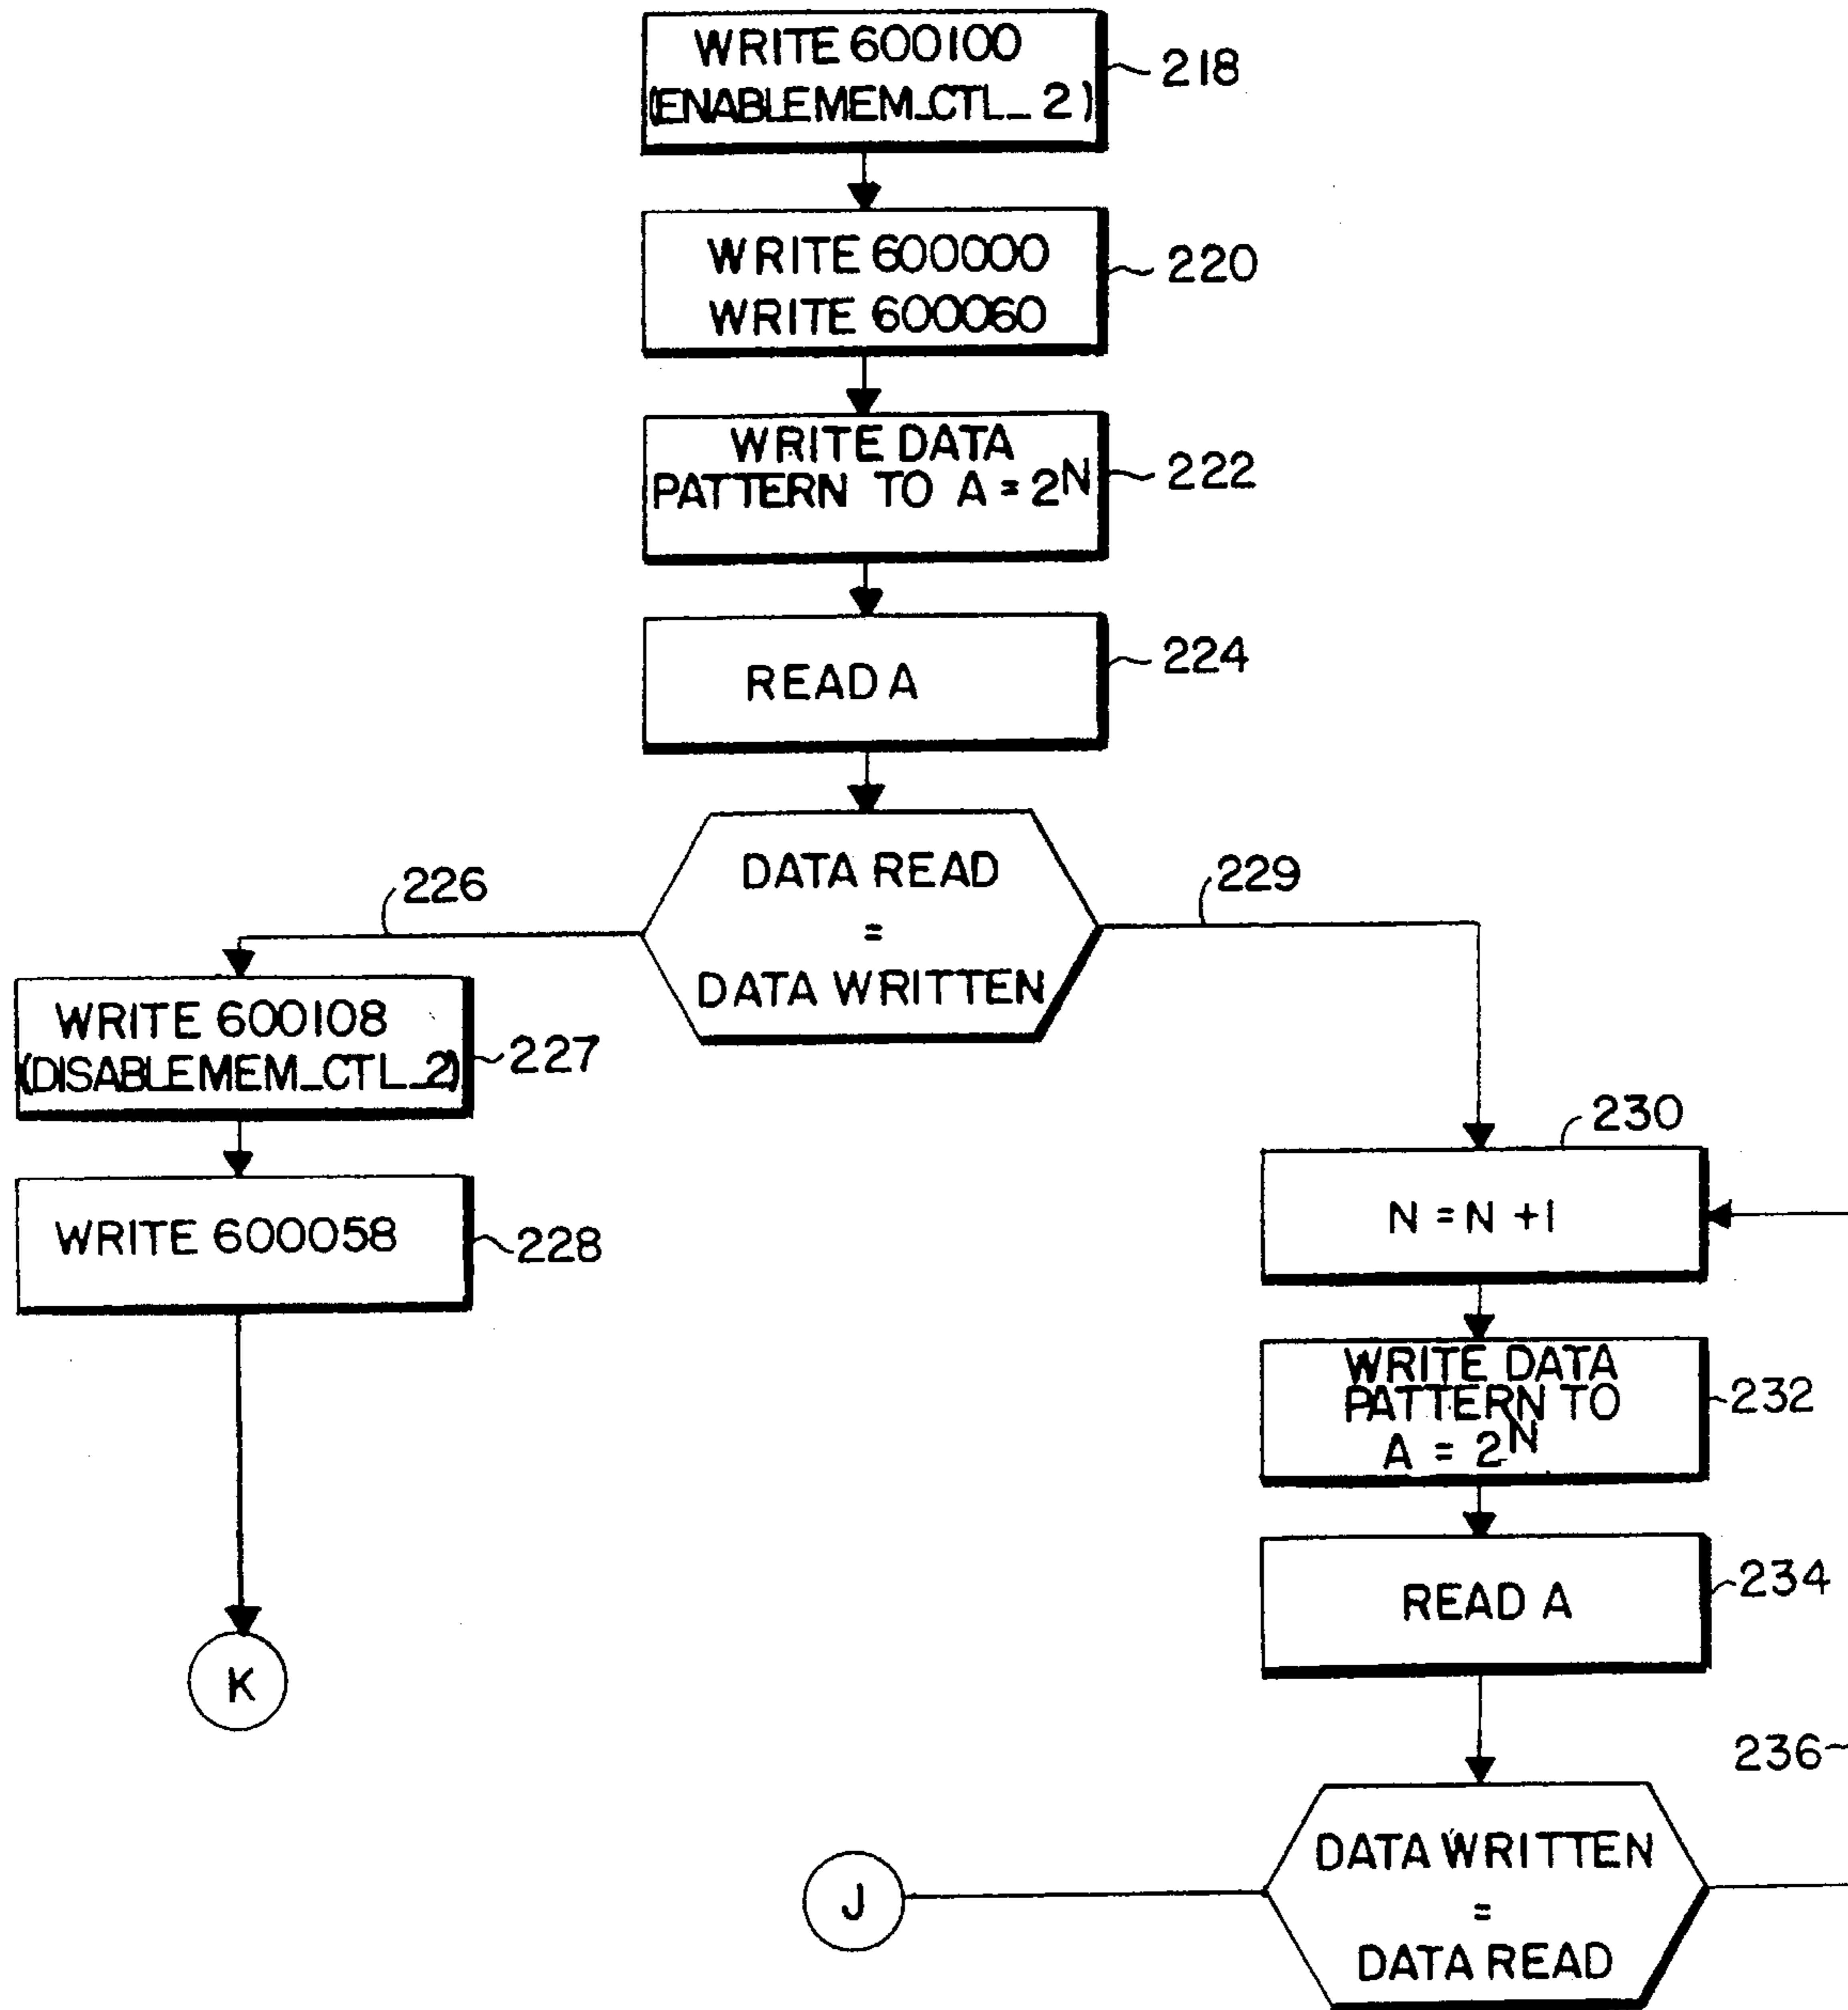 WRITE 600100
(ENABLEMEM_CTL_2)
218
WRITE 600000
WRITE 600060
220
WRITE DATA
PATTERN TO A = 2^N
222
READ A
224
DATA READ
=
DATA WRITTEN
226
229
WRITE 600108
(DISABLEMEM_CTL_2)
227
WRITE 600058
228
K
230
N = N +1
WRITE DATA
PATTERN TO
A = 2^N
232
READ A
234
236
DATA WRITTEN
=
DATA READ
J